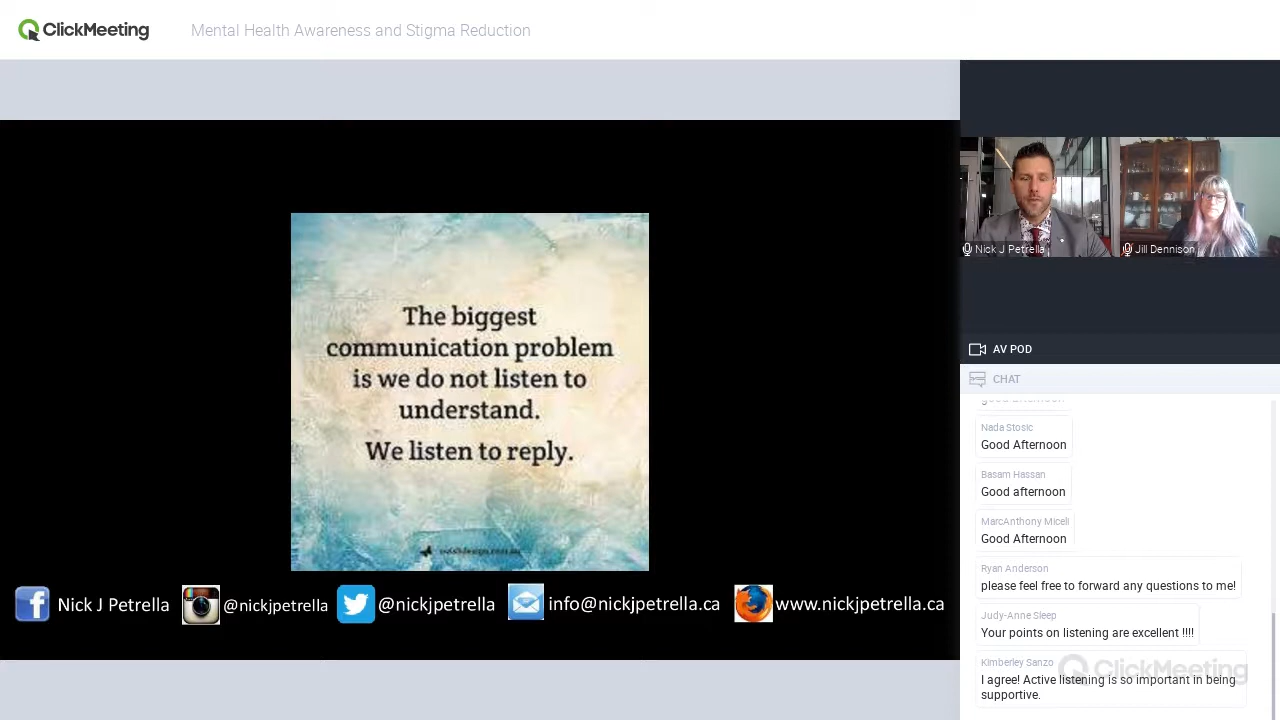 ClickMeeting
Mental Health Awareness and Stigma Reduction
The biggest
communication problem
is we do not listen to
understand.
We listen to reply.
Nick J Petrella
@nickjpetrella
@nickjpetrella
info@nickjpetrella.ca
www.nickjpetrella.ca
Nick J Petrella
Jill Dennison
AV POD
CHAT
good afternoon
Nada Stosic
Good Afternoon
Basam Hassan
Good afternoon
MarcAnthony Miceli
Good Afternoon
Ryan Anderson
please feel free to forward any questions to me!
Judy-Anne Sleep
Your points on listening are excellent !!!!
Kimberley Sanzo
ClickMeeting
I agree! Active listening is so important in being
supportive.